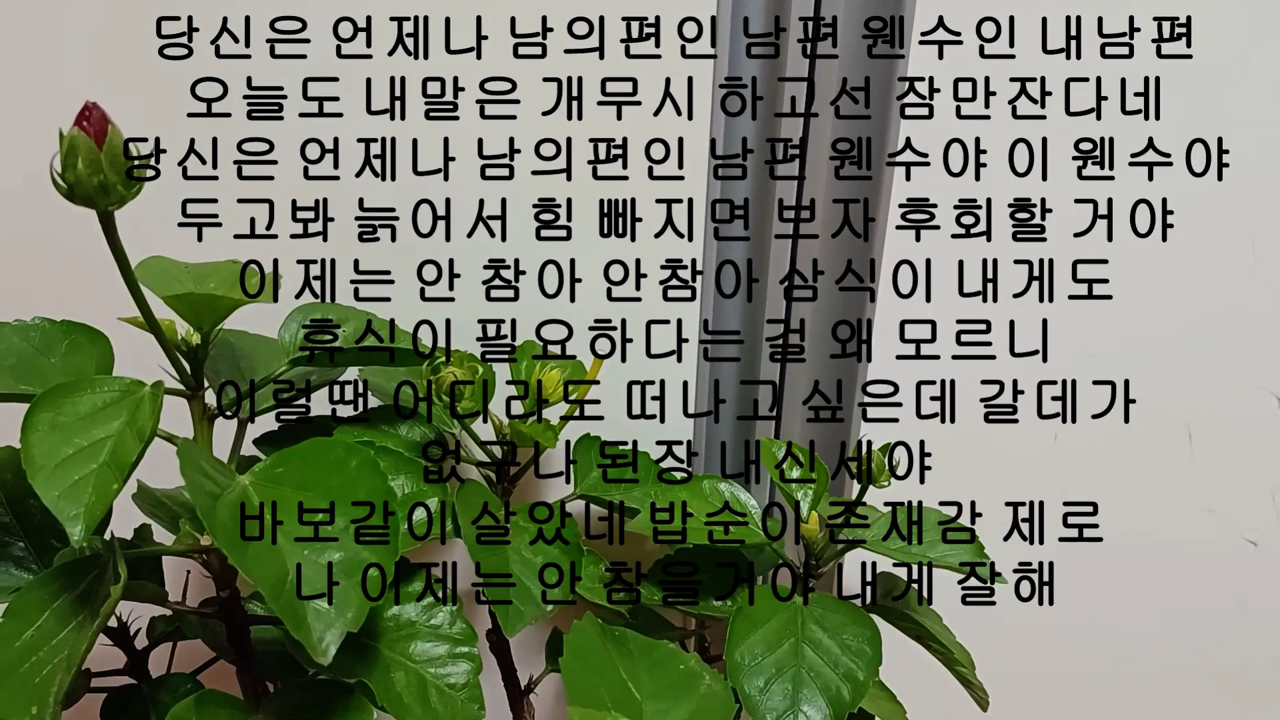 당신은 언제나 남의편인 남편 웬수인 내남편
오늘도 내말은 개무시 하고선 잠만잔다네
당신은 언제나 남의편인 남편 웬수야 이 웬수야
두고봐 늙어서 힘 빠지면 보자 후회할 거야
이제는 안 참아 안참아 삼식이 내게도
휴식이 필요하다는 걸 왜 모르니
이럴땐 어디라도 떠나고 싶은데 갈데가
없구나 된장 내신세야
바보같이 살았네 밥순이 존재감 제로
나 이제는 안 참을거야 내게 잘해